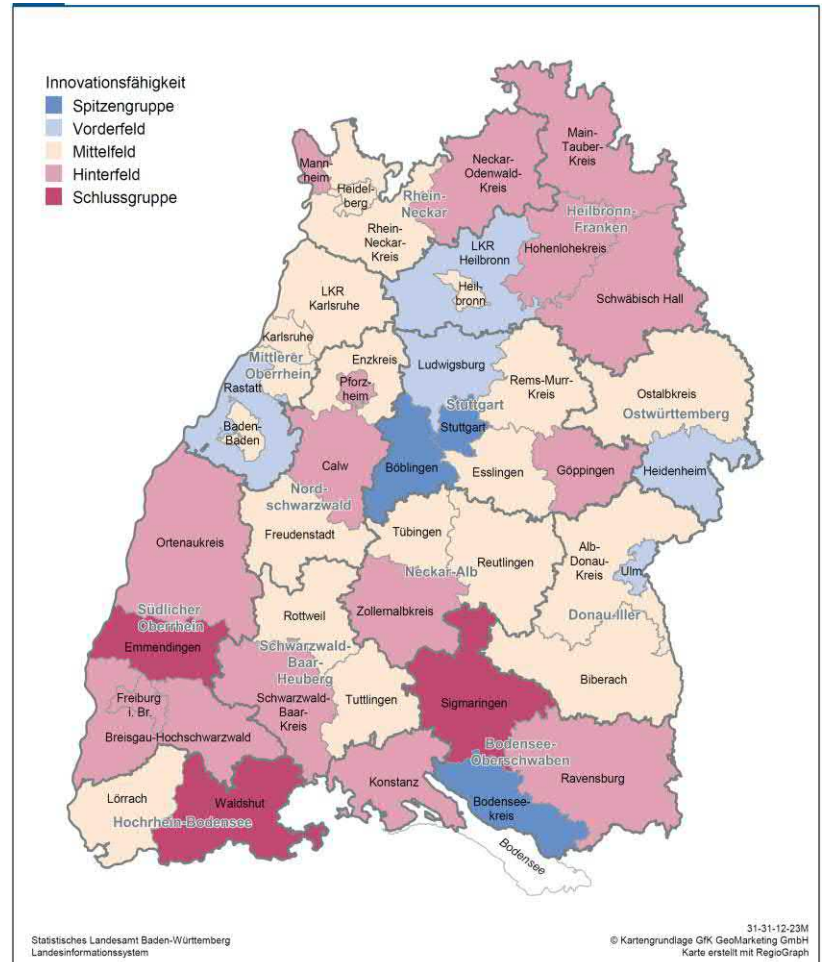 Innovationsfähigkeit
Spitzengruppe
Vorderfeld
Mittelfeld
Hinterfeld
Schlussgruppe
Main-
Tauber-
Kreis
Neckar-
Odenwald-
Kreis
Mann-
heim
Heidel-
berg
Rhein-
Neckar
Rhein-
Neckar-
Kreis
Heilbronn-
Franken
LKR
Heilbronn
Hohenlohekreis
Heil-
bronn
Schwäbisch Hall
LKR
Karlsruhe
Karlsruhe
Mittlerer
Oberrhein
Enzkreis
Ludwigsburg
Rems-Murr-
Kreis
Ostalbkreis
Ostwürttemberg
Rastatt
Pforz-
heim
Stuttgart
Stuttgart
Baden-
Baden
Calw
Böblingen
Esslingen
Göppingen
Heidenheim
Nord-
schwarzwald
Freudenstadt
Tübingen
Reutlingen
Alb-
Donau-
Kreis
Ulm
Ortenaukreis
Neckar-Alb
Rottweil
Zollernalbkreis
Donau-Iller
Südlicher
Oberrhein
Emmendingen
Schwarzwald-
Baar-
Heuberg
Biberach
Freiburg
i. Br.
Schwarzwald-
Baar-
Kreis
Tuttlingen
Sigmaringen
Breisgau-Hochschwarzwald
Bodensee-
Oberschwaben
Ravensburg
Konstanz
Lörrach
Waldshut
Bodensee-
kreis
Hochrhein-Bodensee
Bodensee
Statistisches Landesamt Baden-Württemberg
Landesinformationssystem
31-31-12-23M
© Kartengrundlage GfK GeoMarketing GmbH
Karte erstellt mit RegioGraph